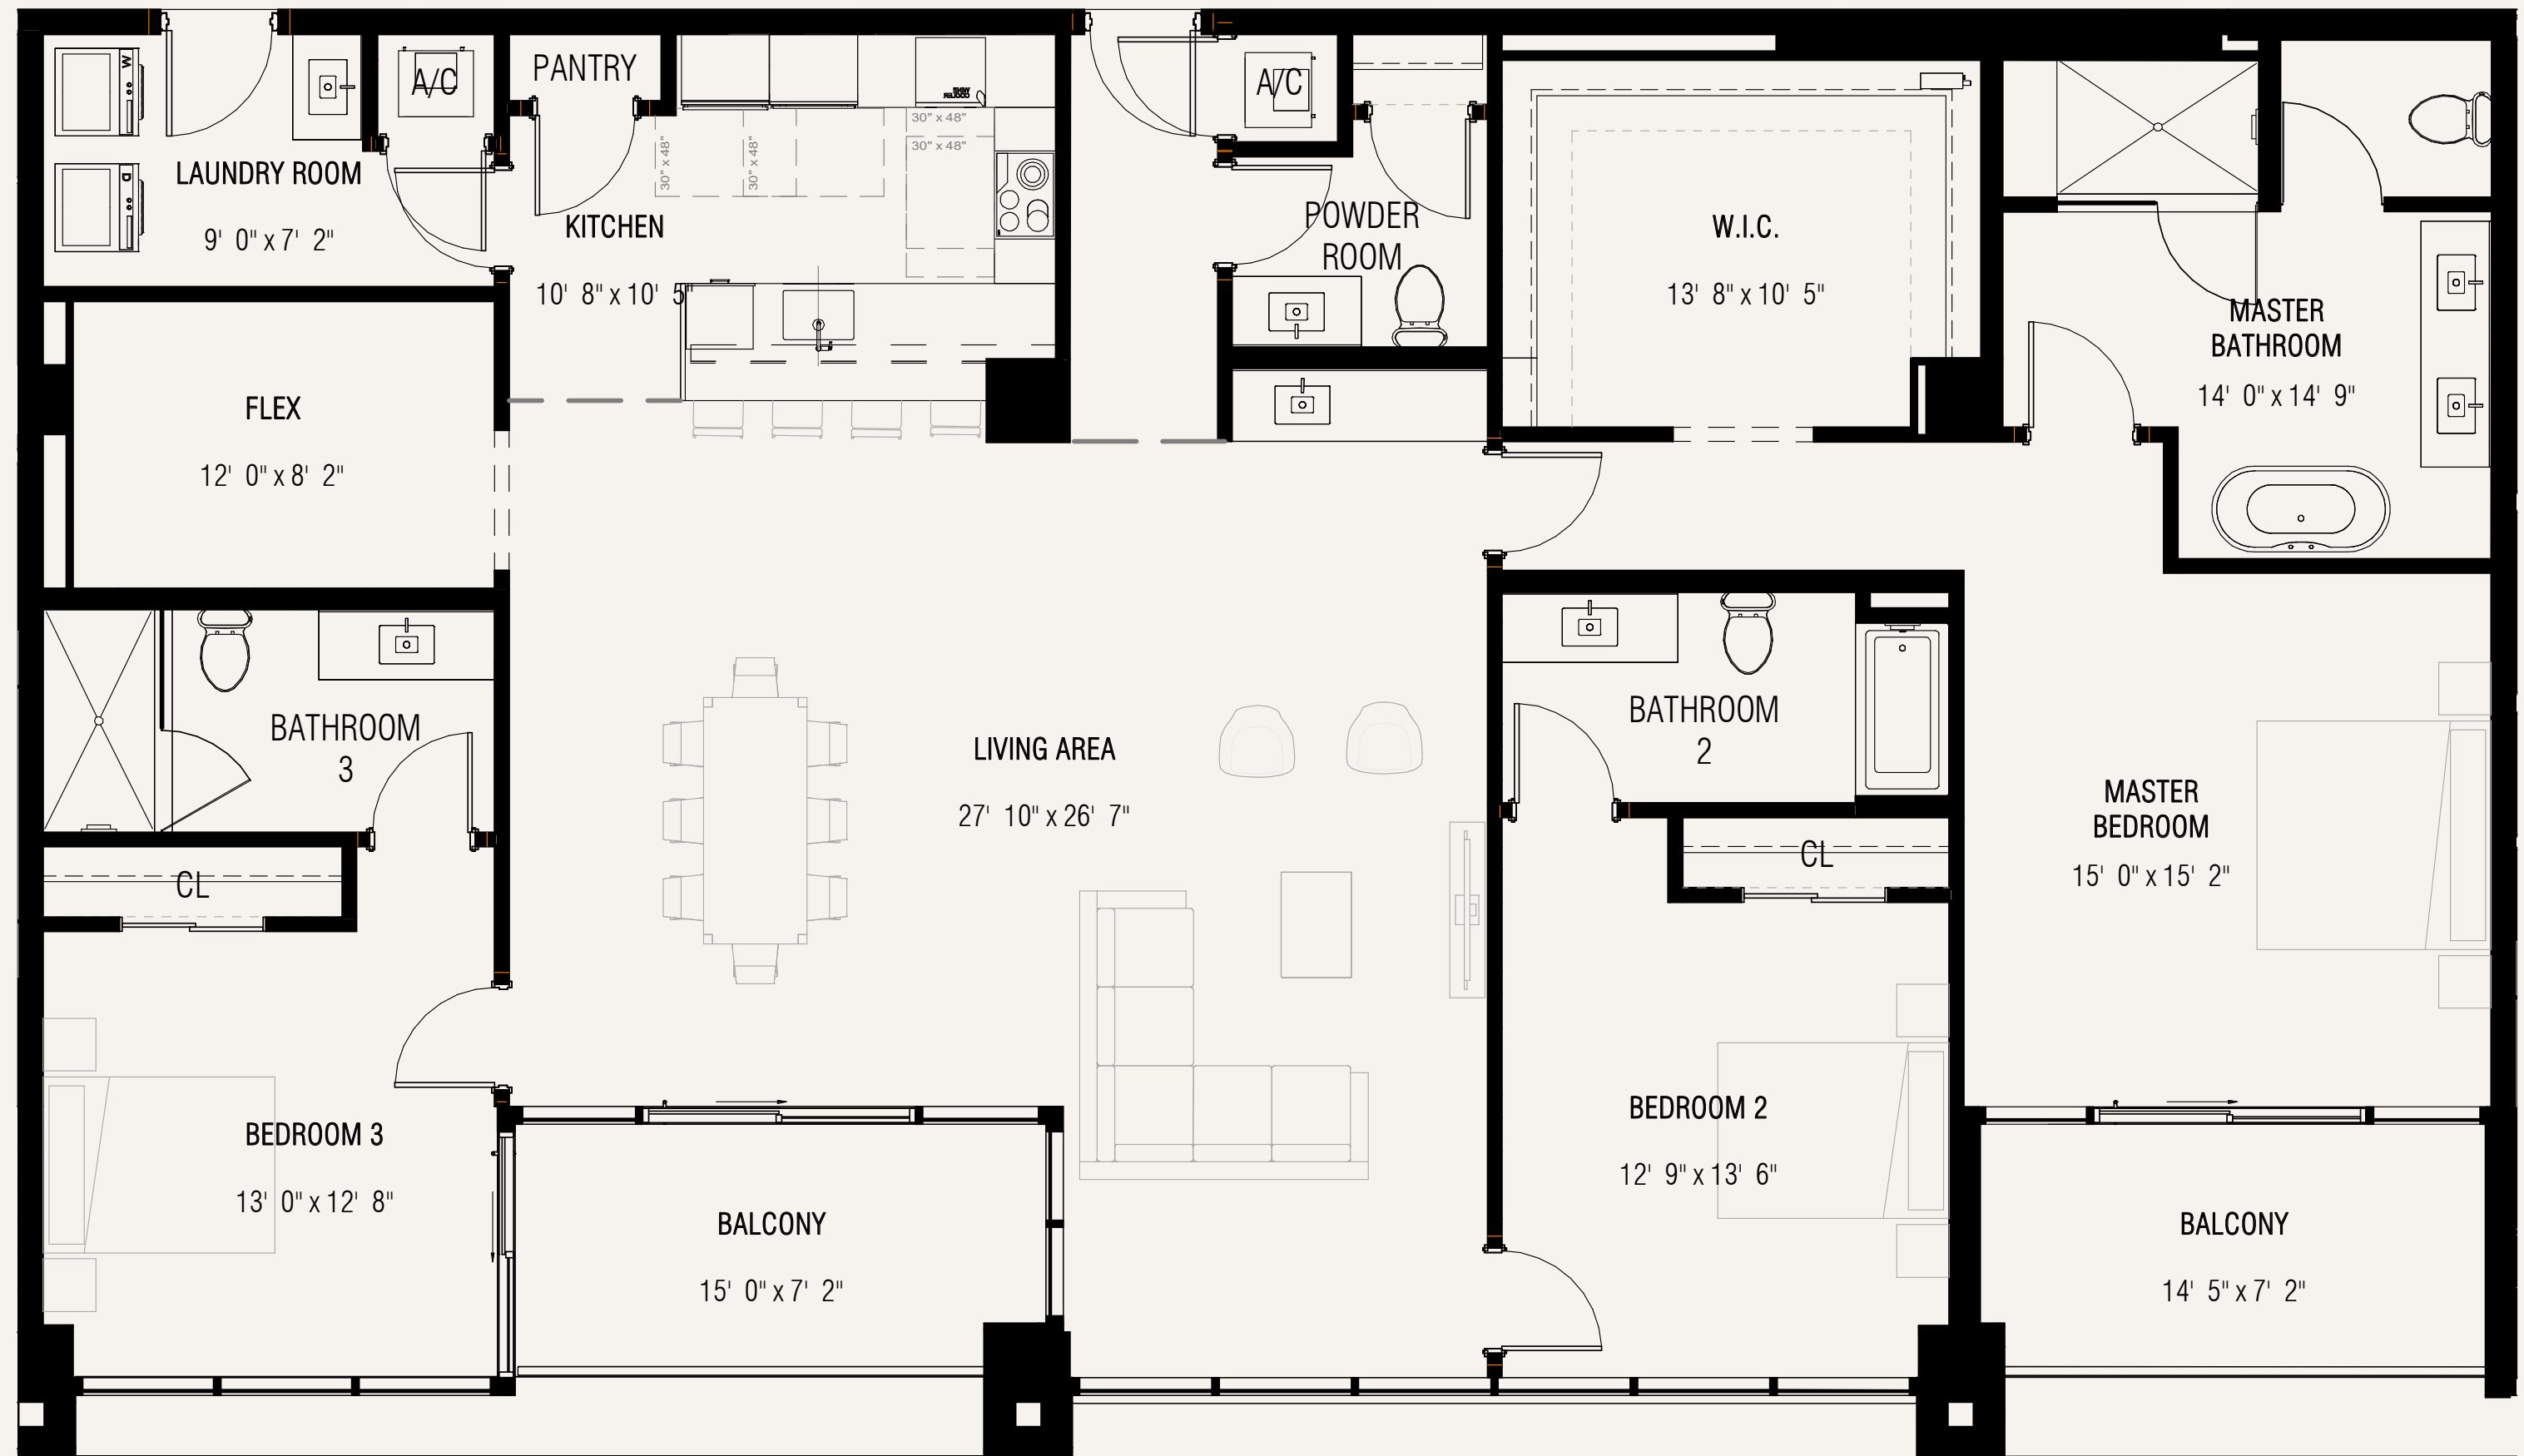 W
A/C
PANTRY
LAUNDRY ROOM
9' 0" x 7' 2"
D
KITCHEN
10' 8" x 10' 5"
30" x 48"
30" x 48"
30" x 48"
30" x 48"
WINE
COOLER
A/C
POWDER
ROOM
W.I.C.
13' 8" x 10' 5"
MASTER
BATHROOM
14' 0" x 14' 9"
FLEX
12' 0" x 8' 2"
BATHROOM
3
CL
LIVING AREA
27' 10" x 26' 7"
BATHROOM
2
CL
MASTER
BEDROOM
15' 0" x 15' 2"
BEDROOM 3
13' 0" x 12' 8"
BALCONY
15' 0" x 7' 2"
BEDROOM 2
12' 9" x 13' 6"
BALCONY
14' 5" x 7' 2"